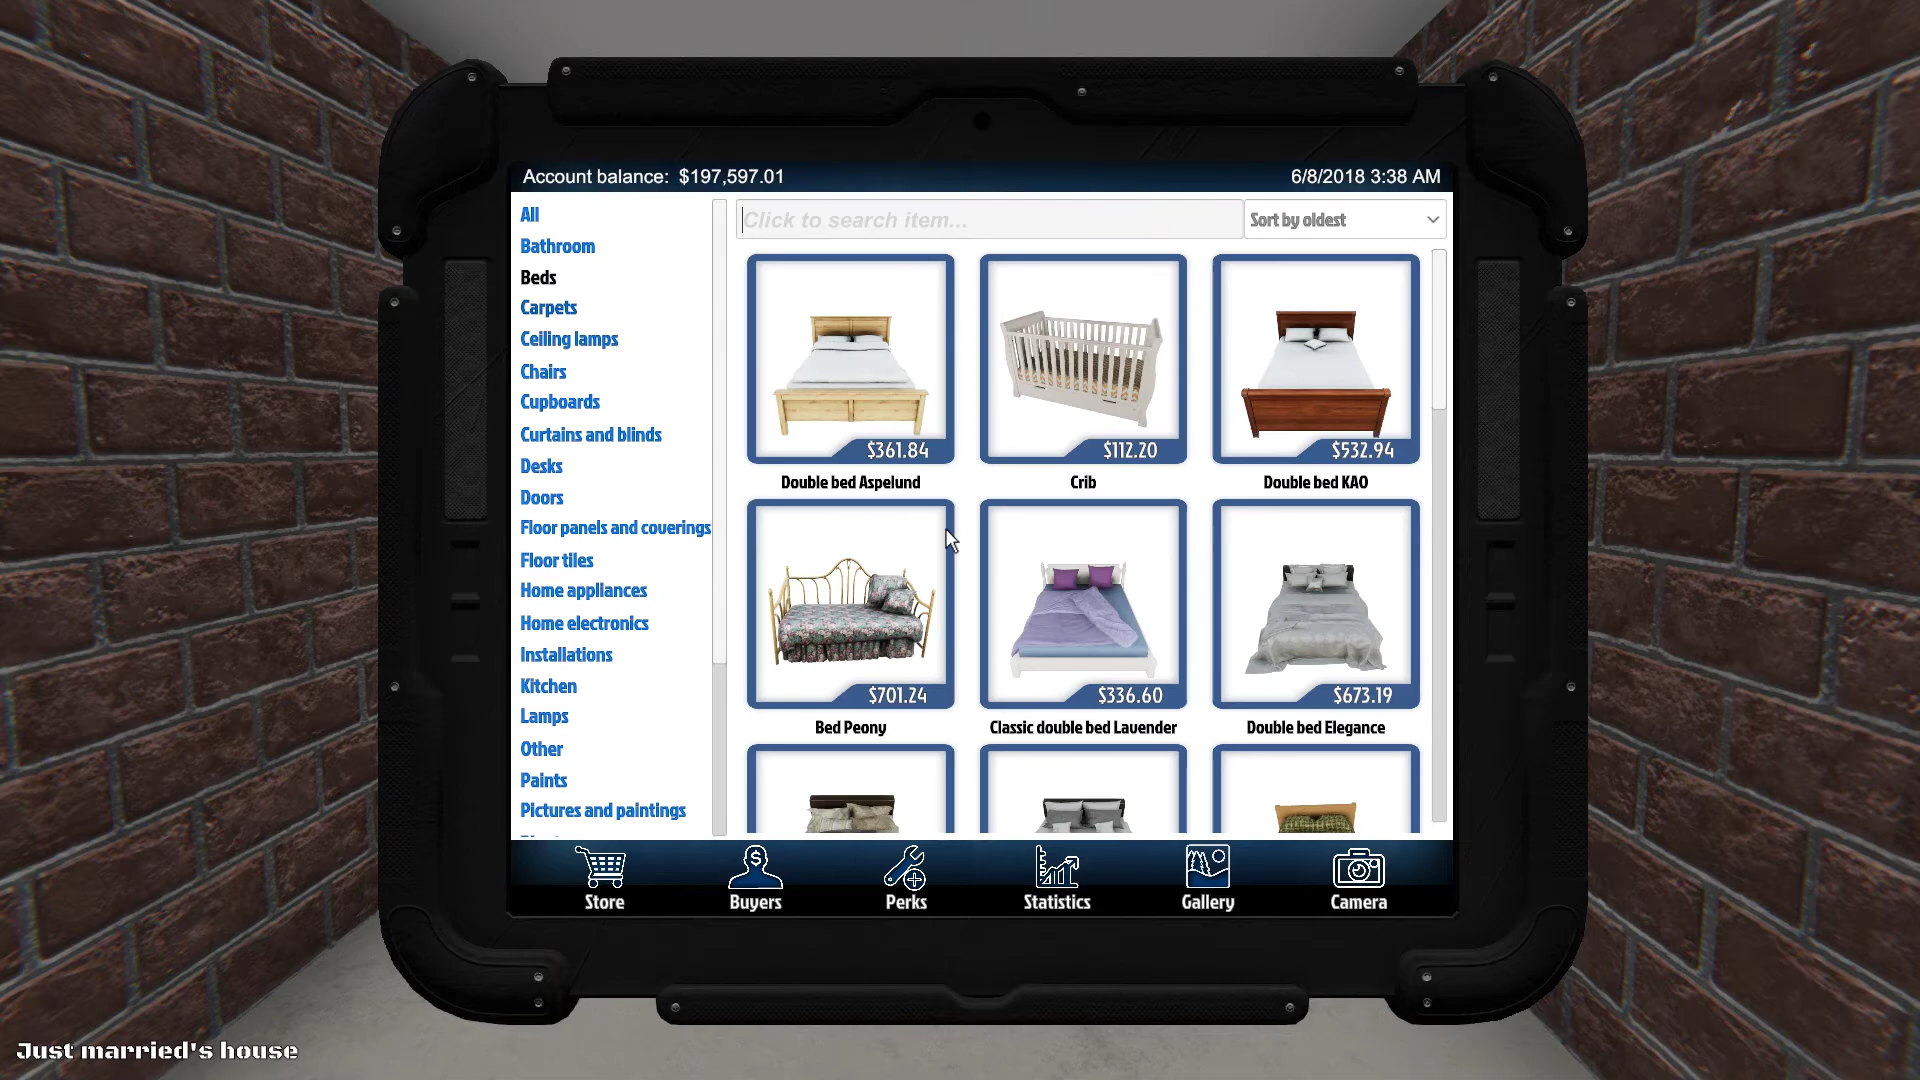 Account balance: $197,597.01
6/8/2018 3:38 AM
All
Bathroom
Beds
Carpets
Ceiling lamps
Chairs
Cupboards
Curtains and blinds
Desks
Doors
Floor panels and coverings
Floor tiles
Home appliances
Home electronics
Installations
Kitchen
Lamps
Other
Paints
Pictures and paintings
Click to search item...
Sort by oldest
$361.84
$112.20
$532.94
Double bed Aspelund
Crib
Double bed KAO
$701.24
$336.60
$673.19
Bed Peony
Classic double bed Lavender
Double bed Elegance
Store
Buyers
Perks
Statistics
Gallery
Camera
Just married's house